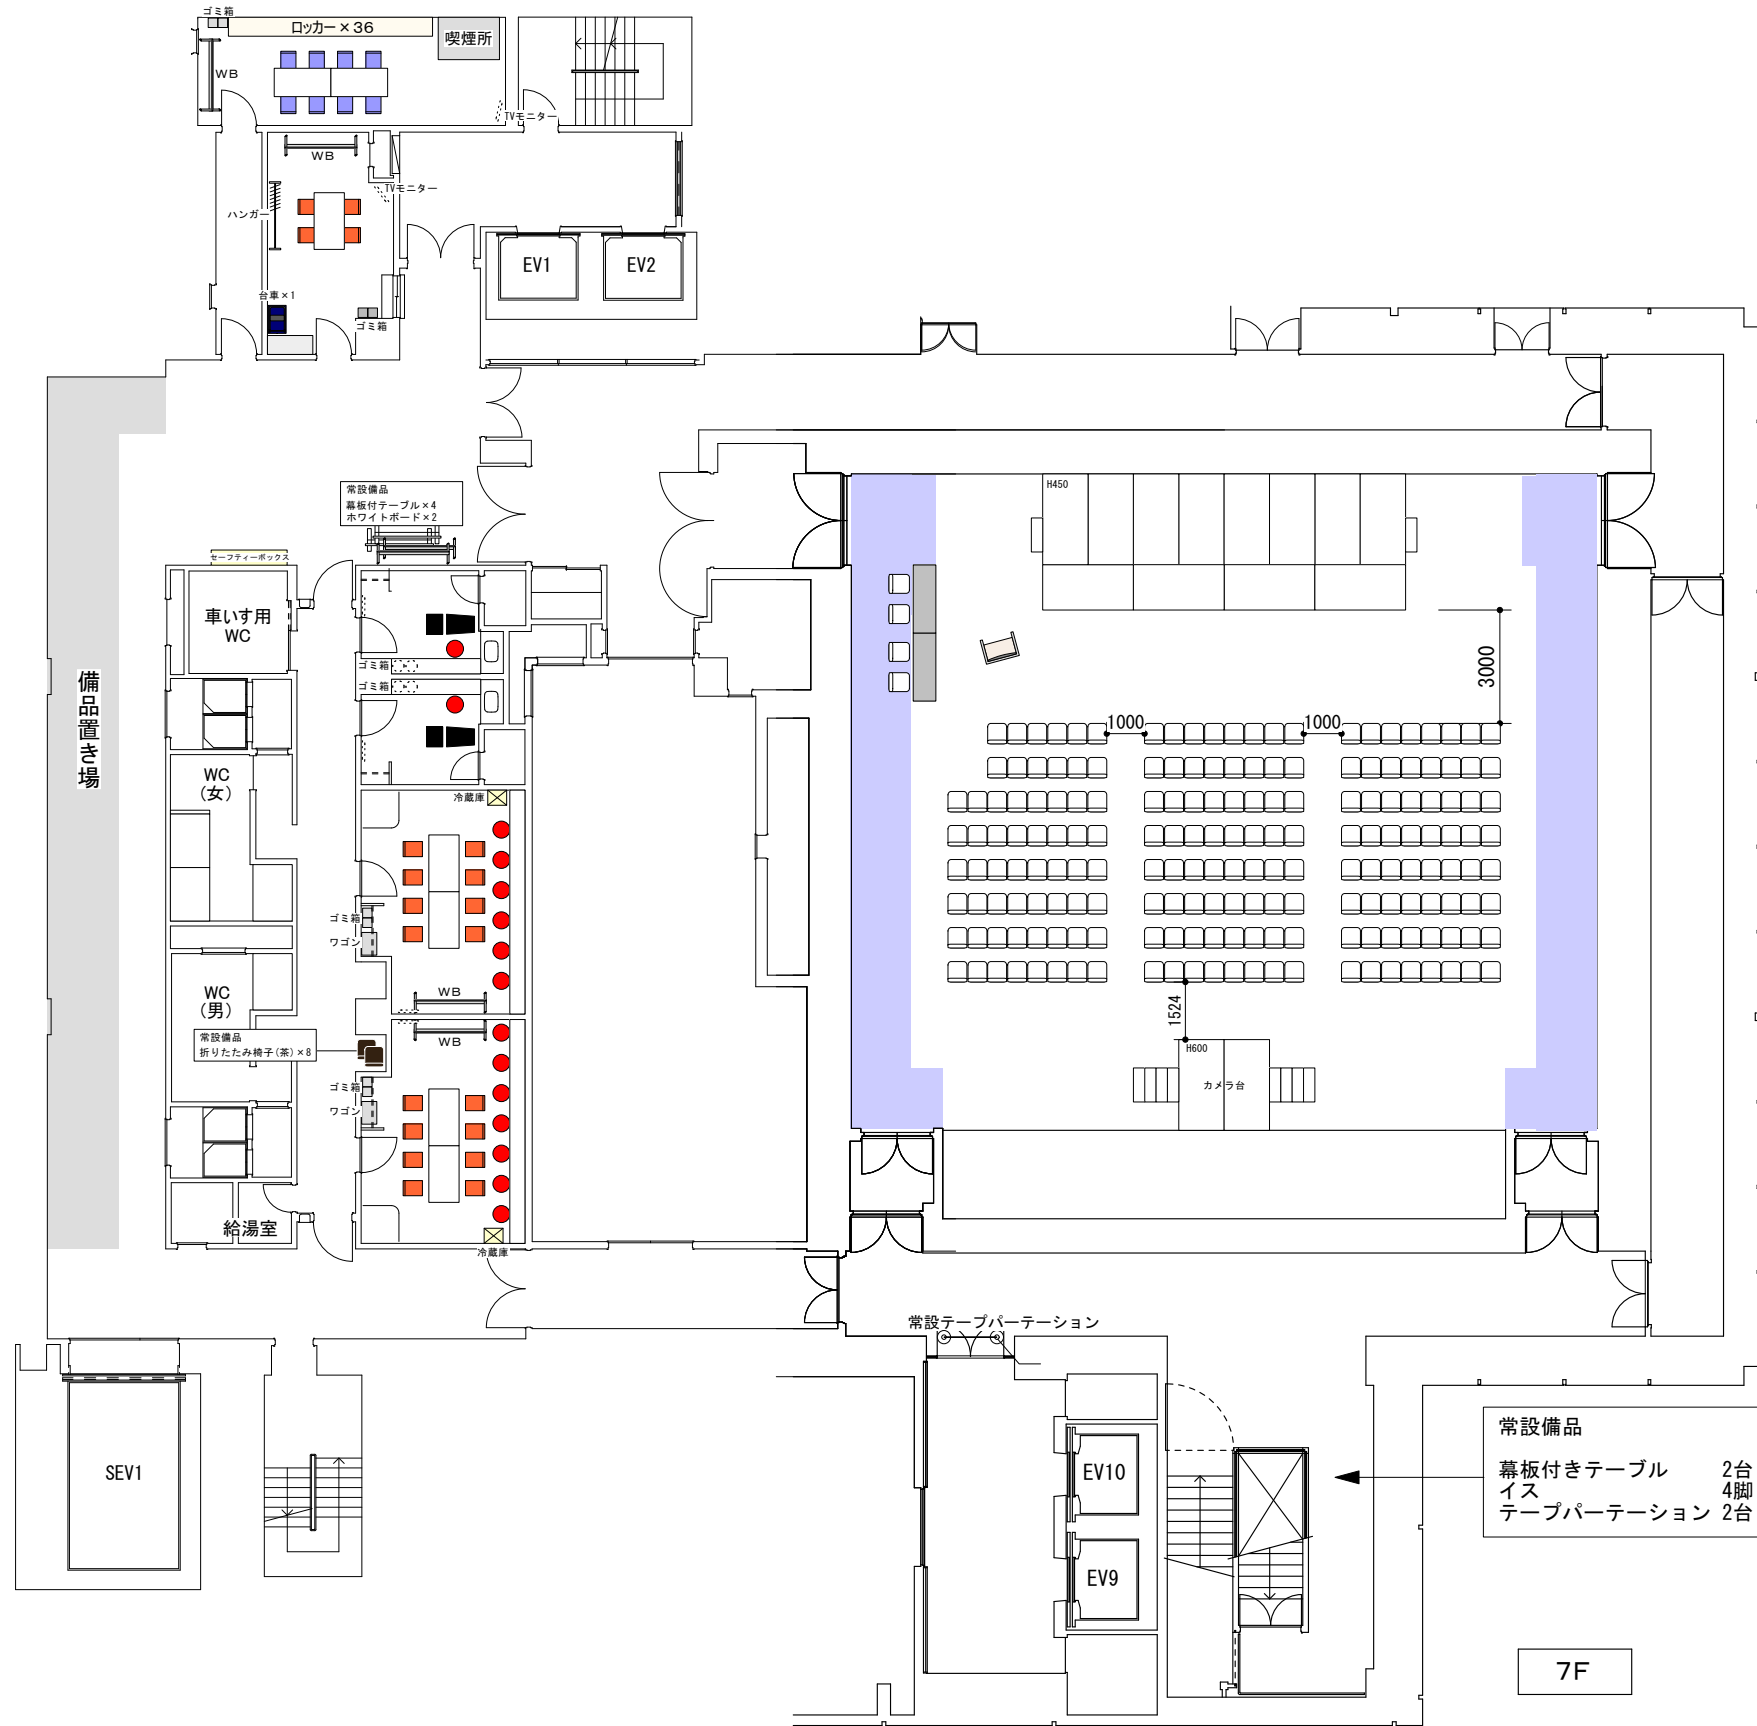 ゴミ箱
ロッカー×36
喫煙所
WB
TVモニター
WB
TVモニター
ハンガー
EV1
EV2
台車×1
ゴミ箱
常設備品
幕板付テーブル×4
ホワイトボード×2
H450
セーフティーボックス
車いす用
WC
ゴミ箱
ゴミ箱
3000
備品置き場
1000
1000
WC
(女)
冷蔵庫
ゴミ箱
ワゴン
WB
WC
(男)
1524
常設備品
折りたたみ椅子(茶)×8
WB
H600
カメラ台
ゴミ箱
ワゴン
給湯室
冷蔵庫
常設テープパーテーション
SEV1
EV10
EV9
常設備品
幕板付きテーブル 2台
イス 4脚
テープパーテーション 2台
7F